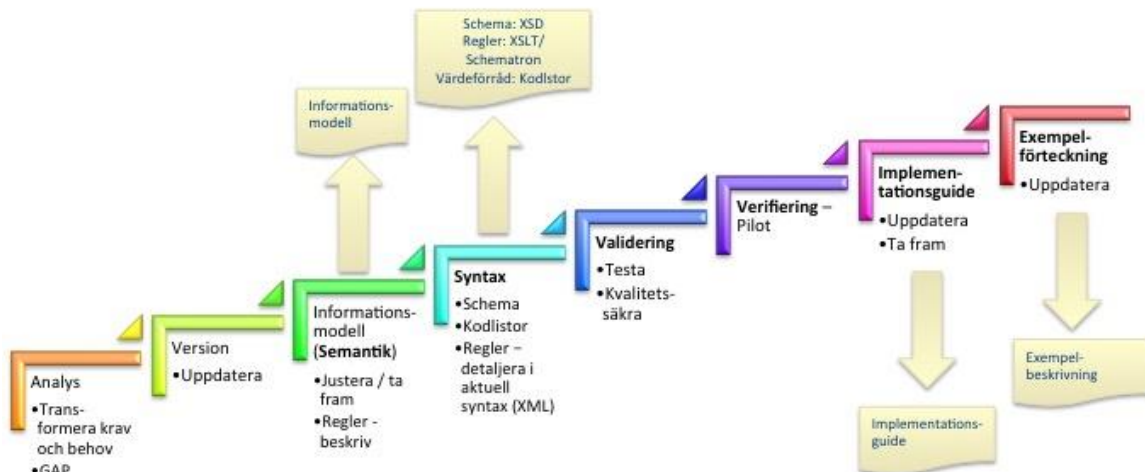 Schema: XSD
Regler: XSLT/
Schematron
Värdeförråd: Kodlstor
Informations-
modell
Analys
•Trans-
formera krav
och behov
•GAP
Version
•Uppdatera
Informations-
modell
(Semantik)
•Justera / ta
fram
•Regler -
beskriv
Syntax
•Schema
•Kodlistor
•Regler –
detaljera i
aktuell
syntax (XML)
Validering
•Testa
•Kvalitets-
säkra
Verifiering –
Pilot
Implemen-
tationsguide
•Uppdatera
•Ta fram
Exempel-
förteckning
•Uppdatera
Implementations-
guide
Exempel-
beskrivning